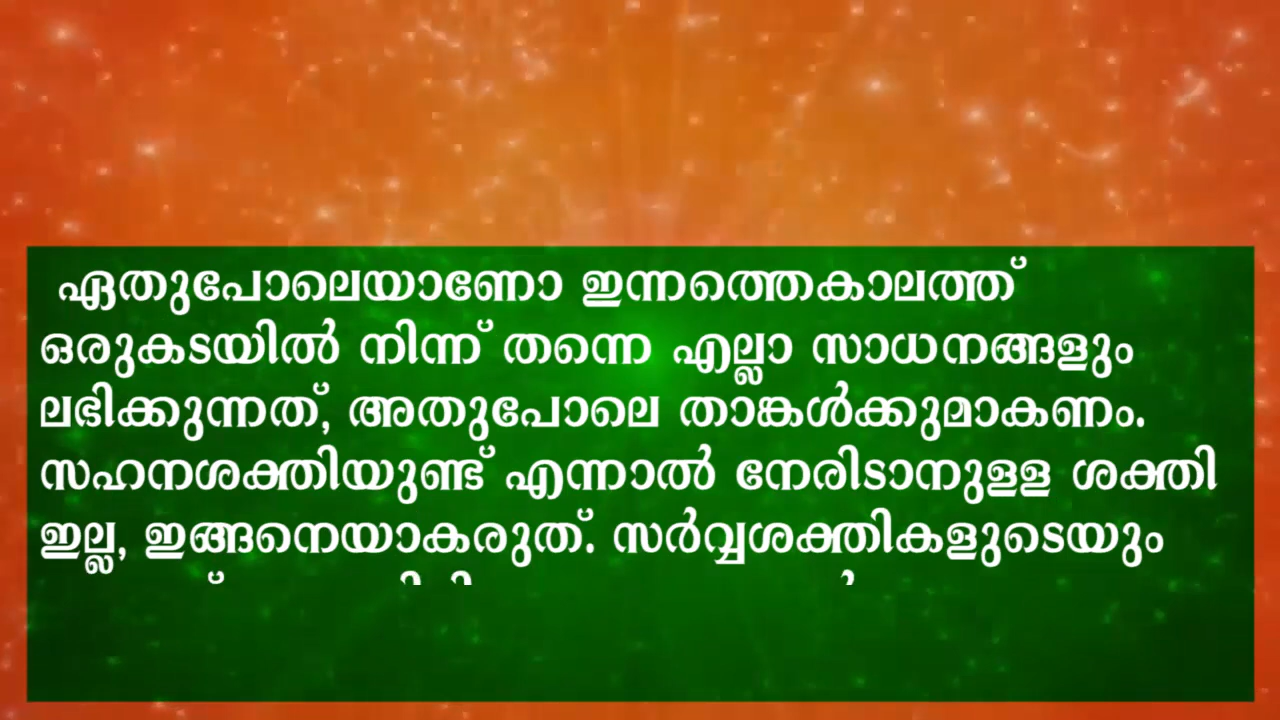 ഏതുപോലെയാണോ ഇന്നത്തെകാലത്ത്
ഒരുകടയിൽ നിന്ന് തന്നെ എല്ലാ സാധനങ്ങളും
ലഭിക്കുന്നത്, അതുപോലെ താങ്കൾക്കുമാകണം.
സഹനശക്തിയുണ്ട് എന്നാൽ നേരിടാനുളള ശക്തി
ഇല്ല, ഇങ്ങനെയാകരുത്. സർവ്വശക്തികളുടെയും